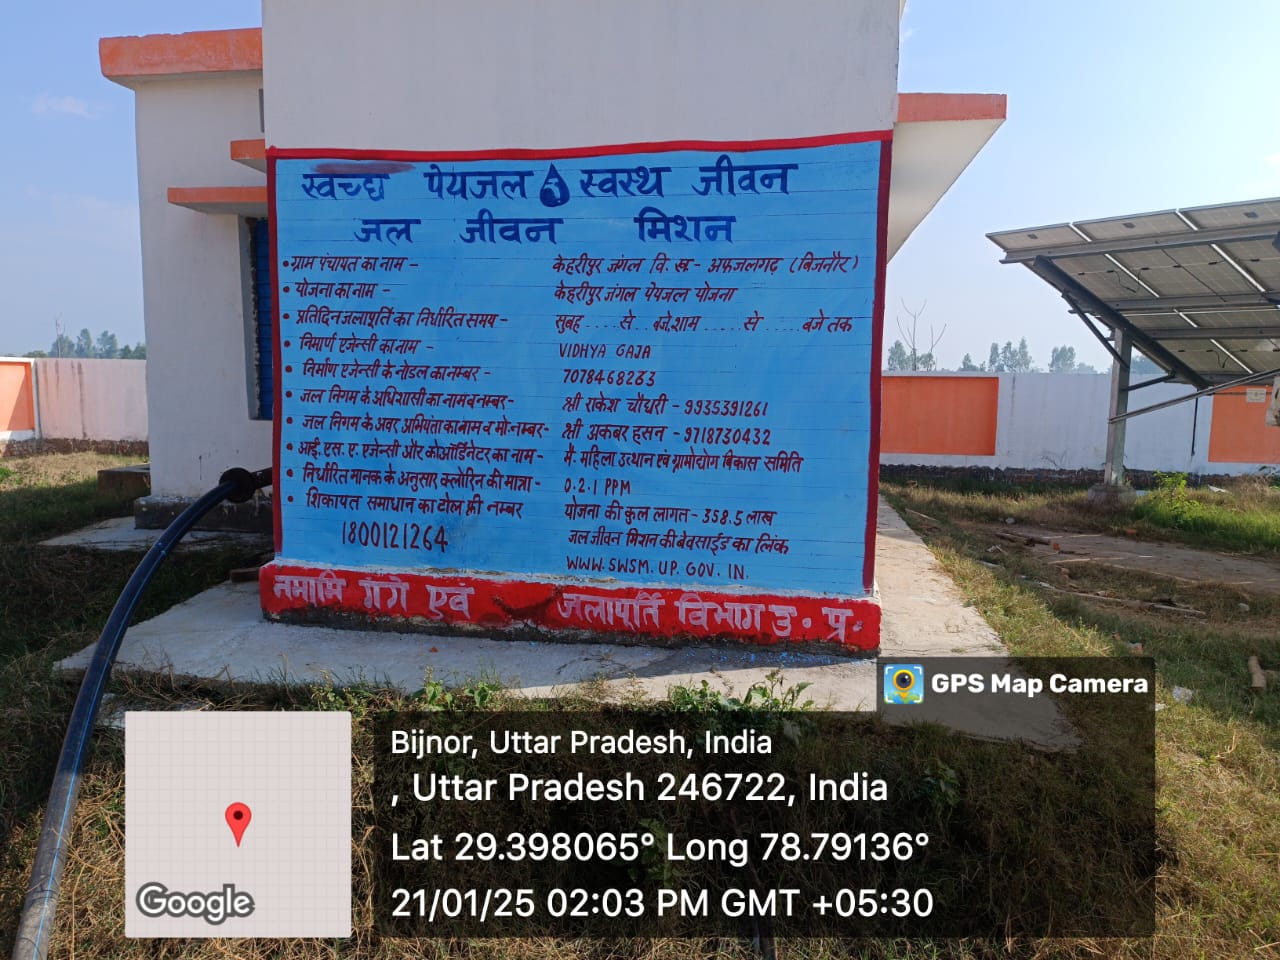 स्वच्छ पेयजल स्वस्थ जीवन
जल जीवन मिशन
• ग्राम पंचायत का नाम – केहरीपुर जंगल वि. ख - अफजलगढ़ (बिजनौर)
• योजना का नाम – केहरीपुर जंगल पेयजल योजना
• प्रतिदिन जलापूर्ति का निर्धारित समय – सुबह .... से .. बजे, शाम ..... से ..... बजे तक
• निमार्ण एजेन्सी का नाम – VIDHYA GAJA
• निर्माण एजेन्सी के नोडल का नम्बर – 7078468263
• जल निगम के अधिशासी का नाम व नम्बर- श्री राकेश चौधरी - 9935391261
• जल निगम के अवर अभियंता का नाम व मो. नम्बर- श्री अकबर हसन - 9718730432
• आई. एस. ए. एजेन्सी और कोऑर्डिनेटर का नाम – मै. महिला उत्थान एवं ग्रामोद्योग विकास समिति
• निर्धारित मानक के अनुसार क्लोरिन की मात्रा – 0.2.1 PPM
• शिकायत समाधान का टोल फ्री नम्बर योजना की कुल लागत - 358.5 लाख
1800121264 जल जीवन मिशन की वेवसाईड का लिंक
WWW.SWSM.UP.GOV.IN.
नमामि गंगे एवं जलापूर्ति विभाग उ. प्र.
GPS Map Camera
Bijnor, Uttar Pradesh, India
, Uttar Pradesh 246722, India
Lat 29.398065° Long 78.79136°
21/01/25 02:03 PM GMT +05:30
Google